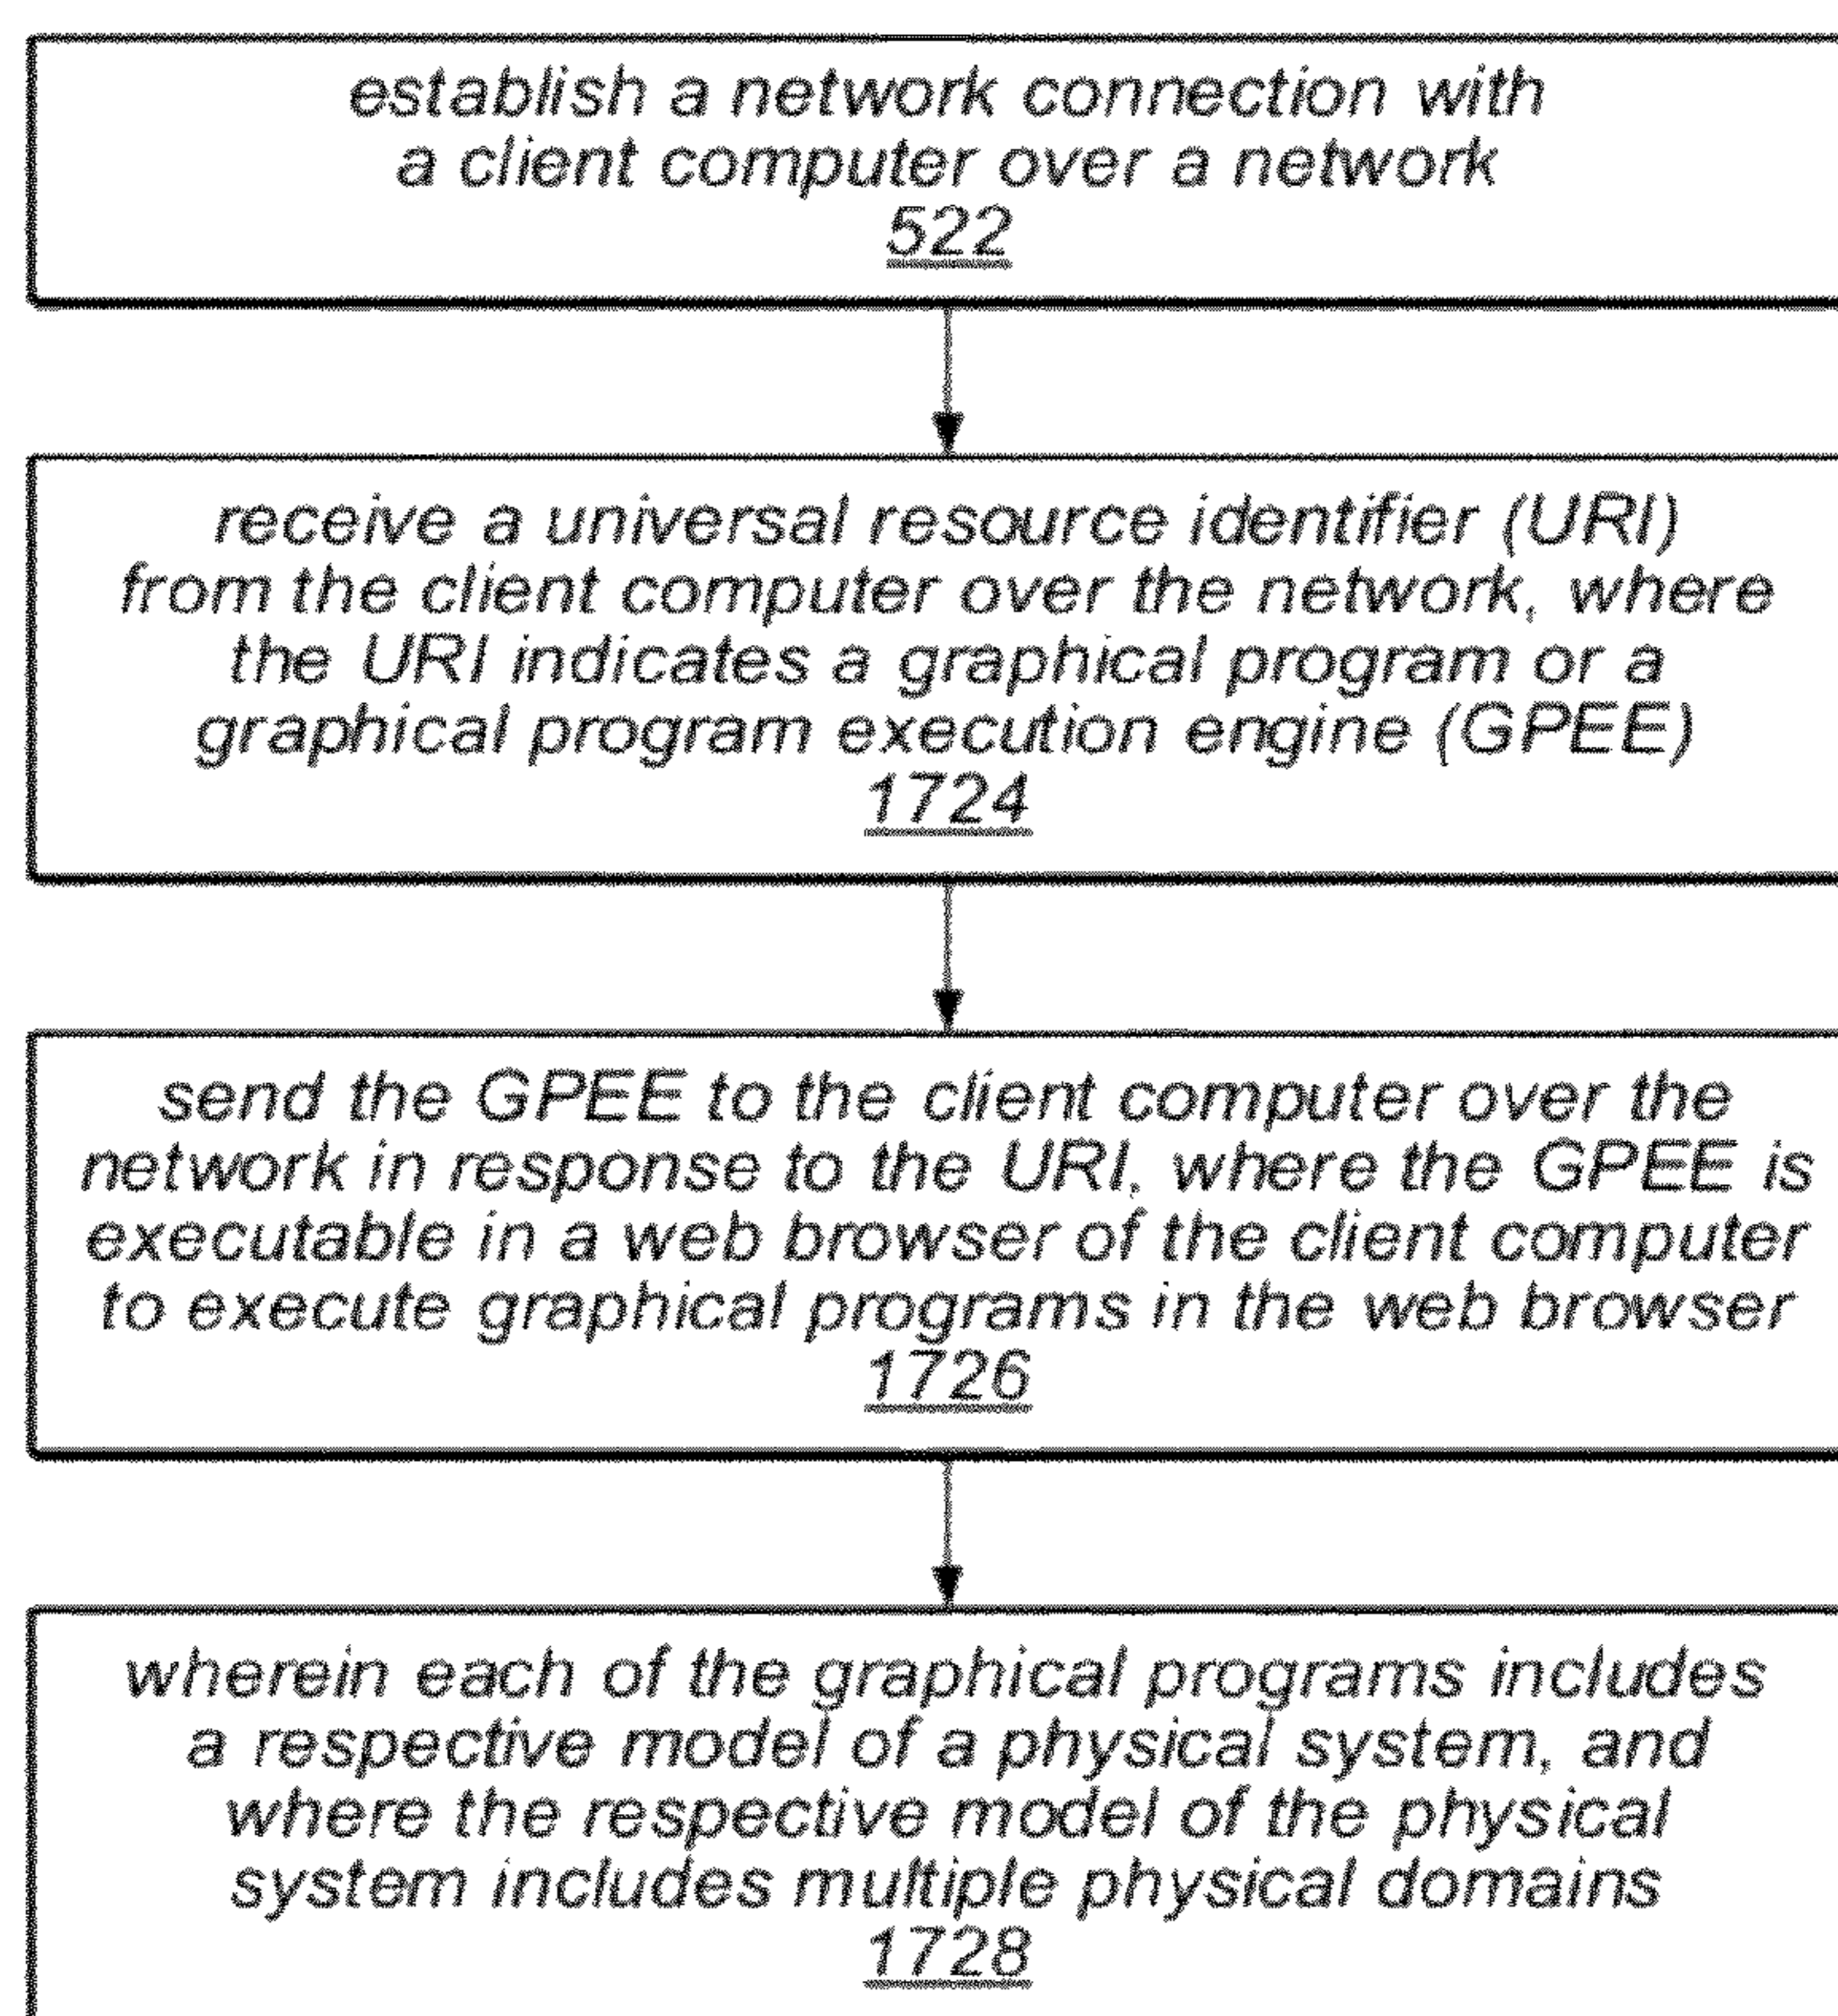 establish a network connection with
a client computer over a network
522
receive a universal resource identifier (URI)
from the client computer over the network, where
the URI indicates a graphical program or a
graphical program execution engine (GPEE)
1724
send the GPEE to the client computer over the
network in response to the URI, where the GPEE is
executable in a web browser of the client computer
to execute graphical programs in the web browser
1726
wherein each of the graphical programs includes
a respective model of a physical system, and
where the respective model of the physical
system includes multiple physical domains
1728